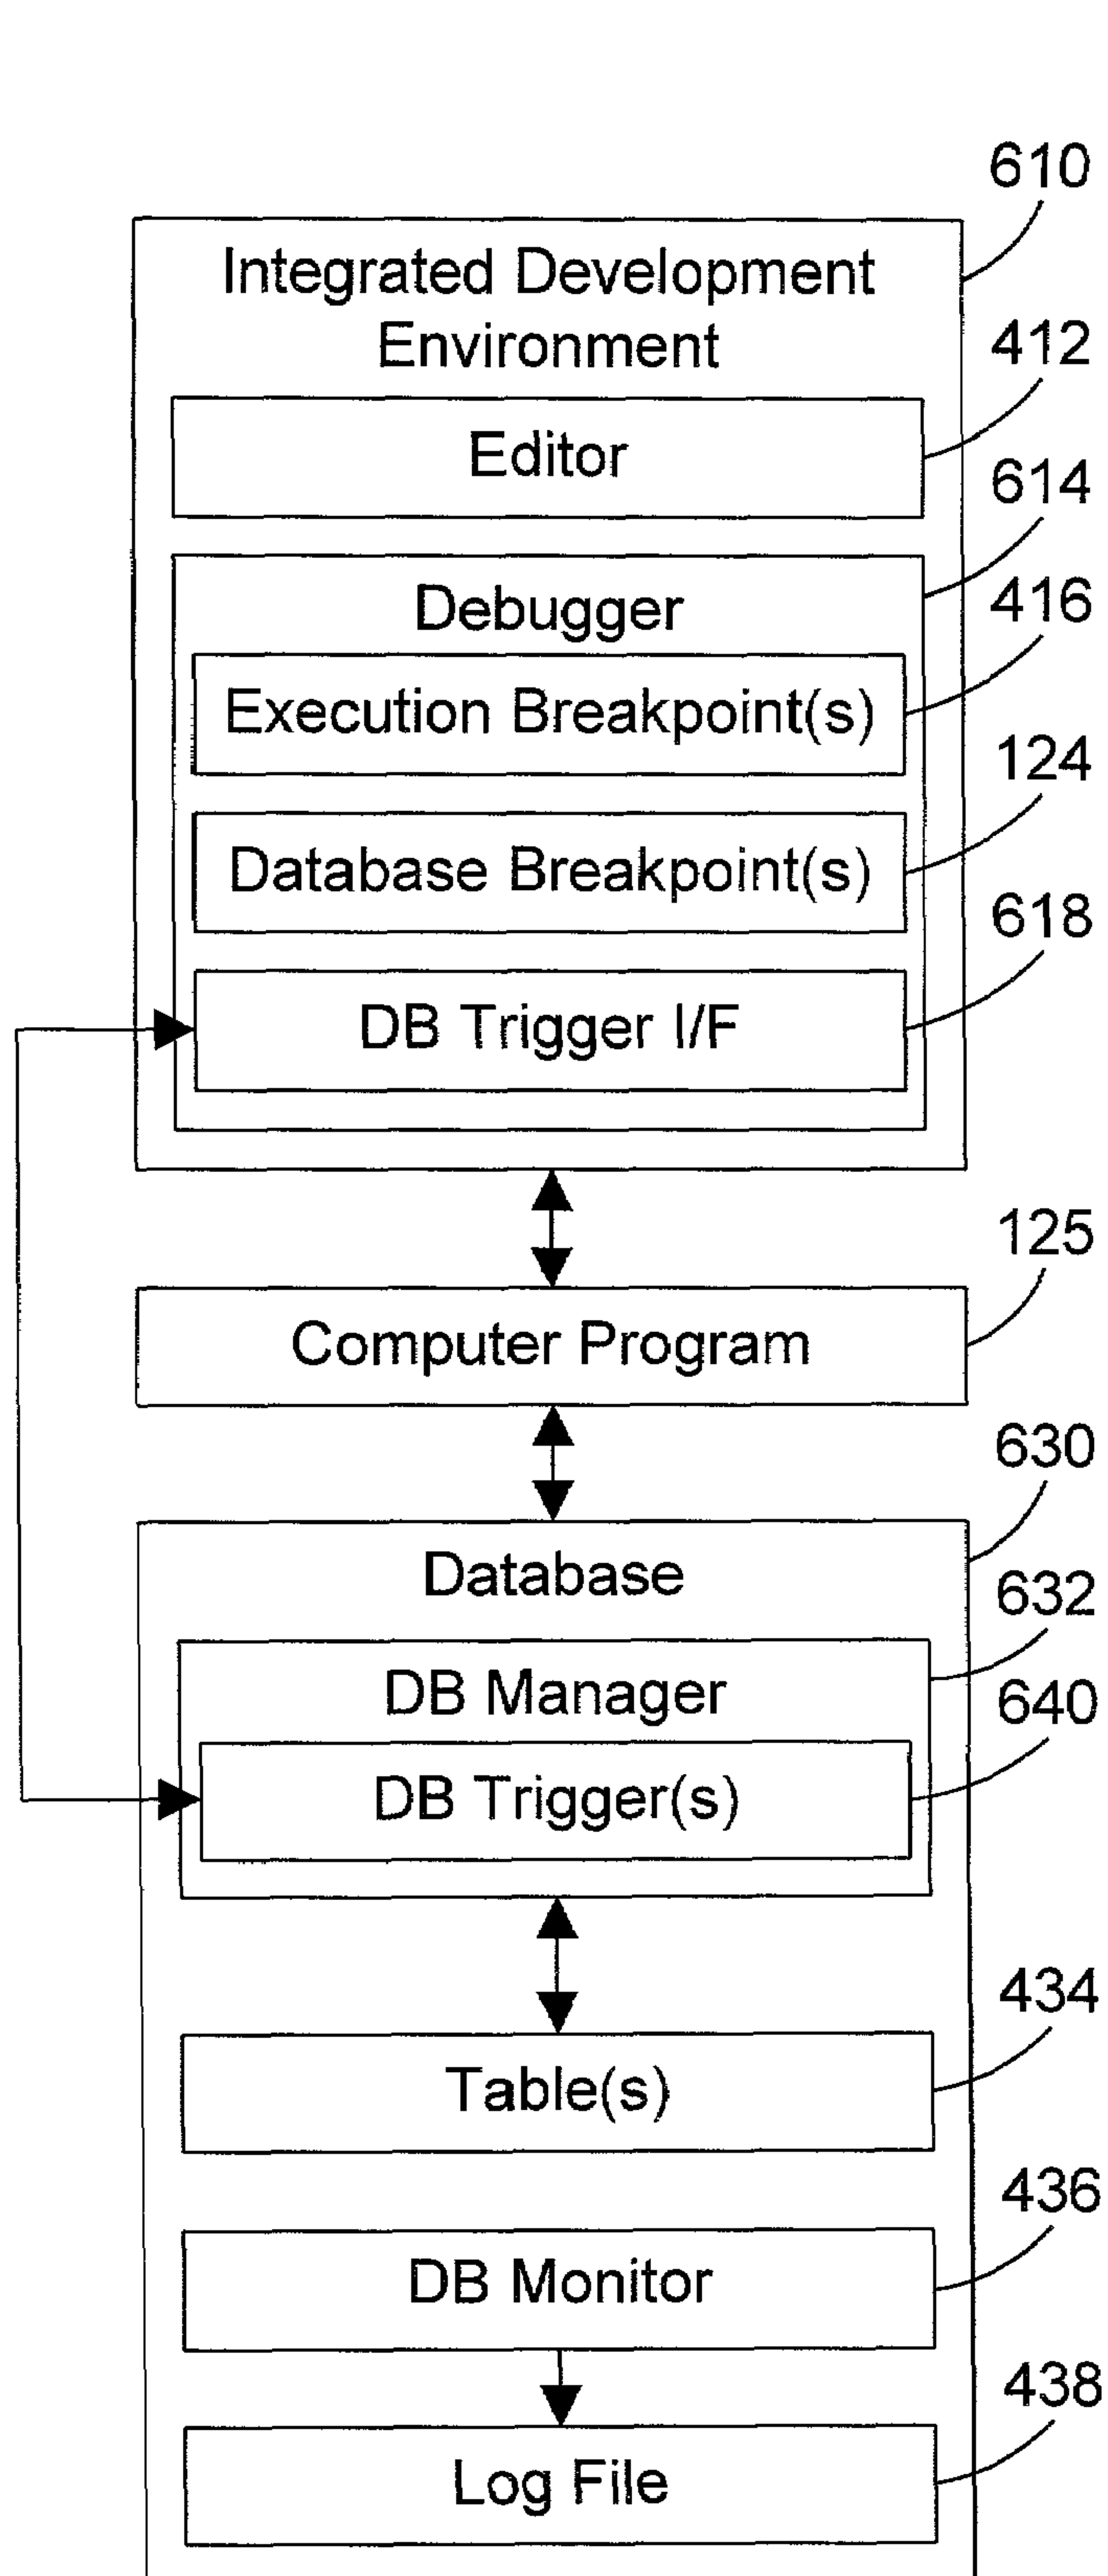 610
Integrated Development
Environment
412
Editor
614
Debugger
416
Execution Breakpoint(s)
124
Database Breakpoint(s)
618
DB Trigger I/F
125
Computer Program
630
Database
632
DB Manager
640
DB Trigger(s)
434
Table(s)
436
DB Monitor
438
Log File